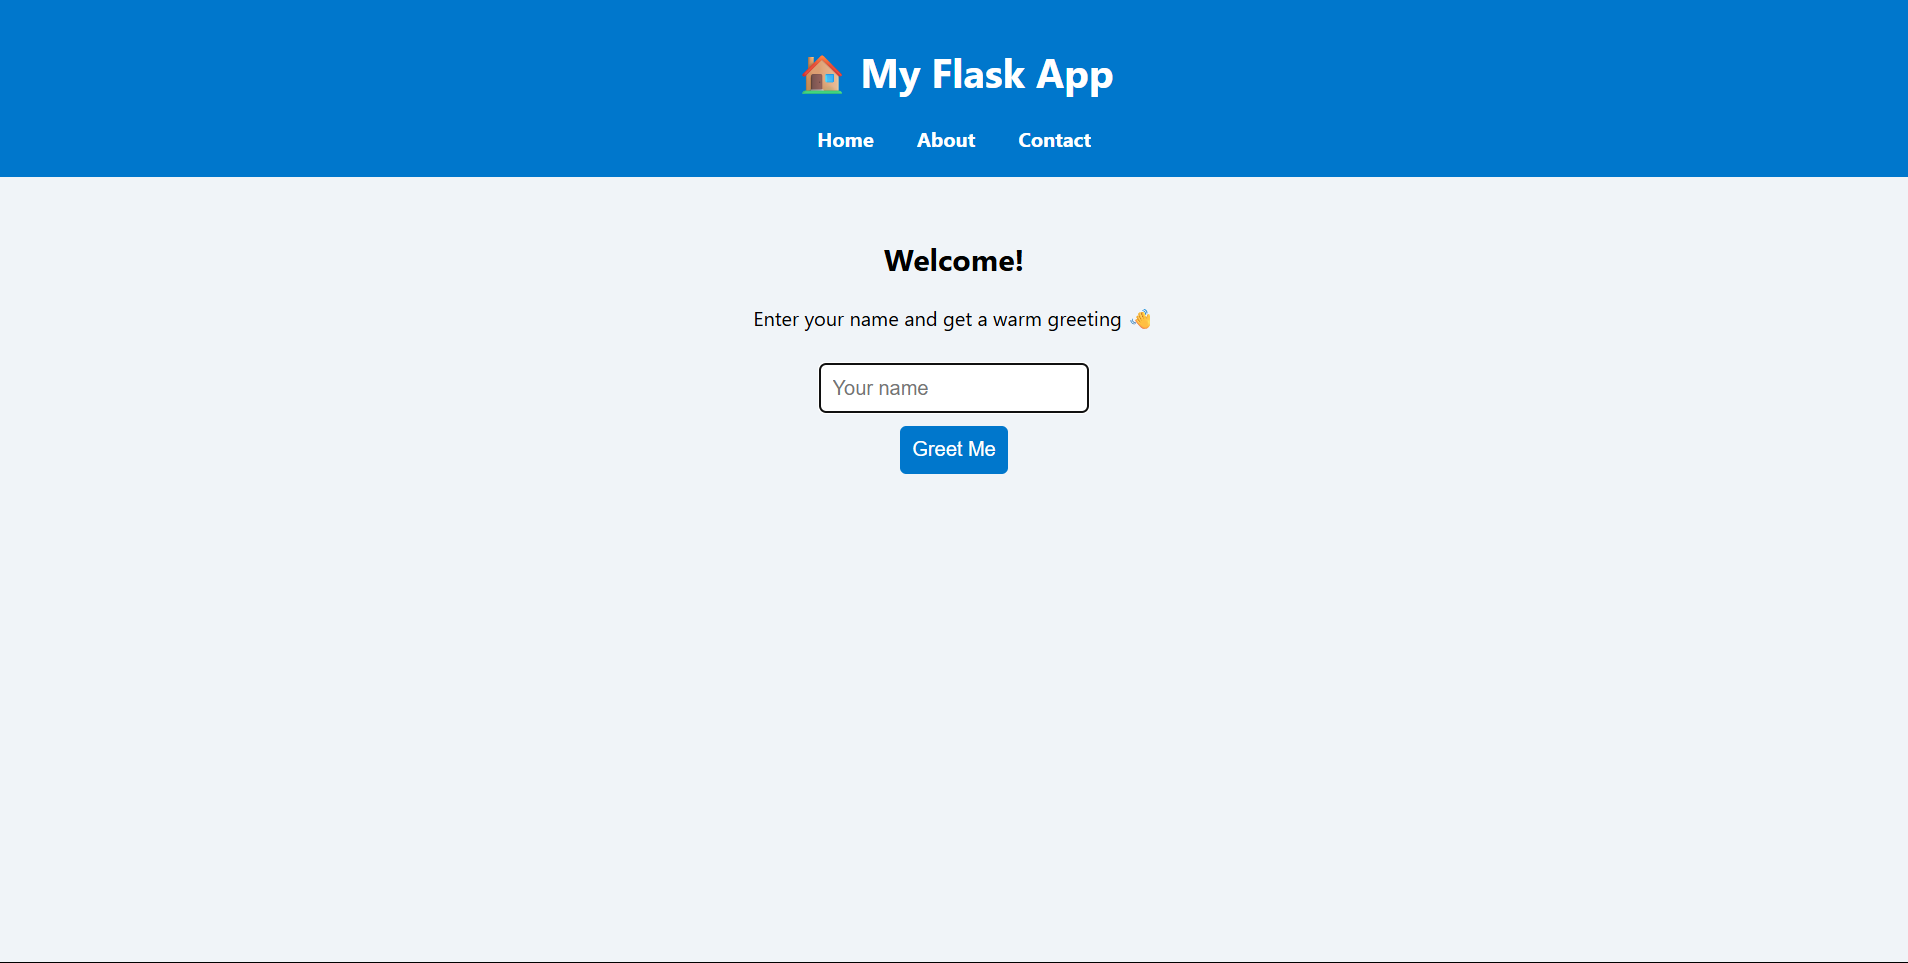 🏠 My Flask App
Home About Contact
Welcome!
Enter your name and get a warm greeting 👋
Your name
Greet Me